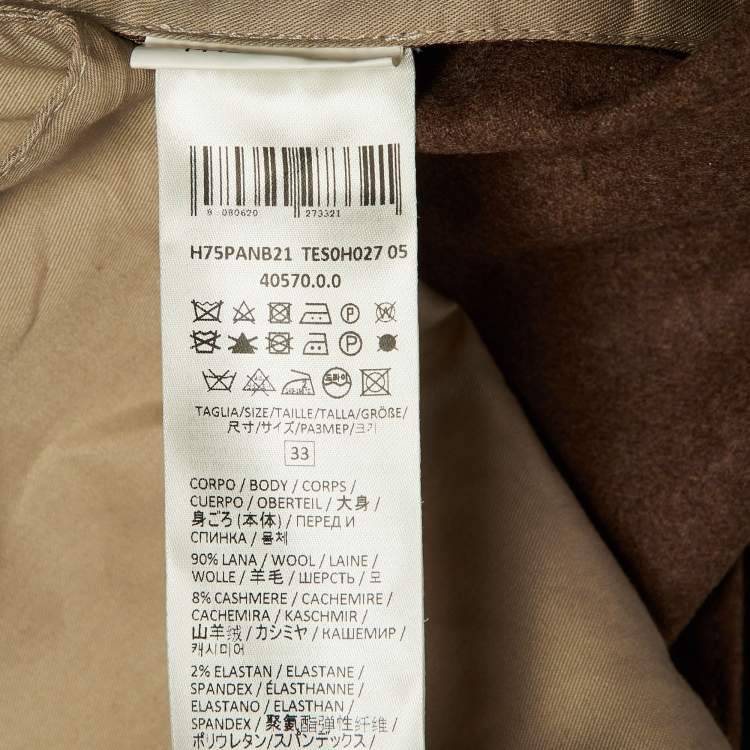 8 080620 273321
H75PANB21 TES0H027 05
40570.0.0
P
W
P
드라이
TAGLIA/SIZE/TAILLE/TALLA/GRÖßE/
尺寸/サイズ/РАЗМЕР/크기
33
CORPO / BODY / CORPS /
CUERPO / OBERTEIL / 大身 /
身ごろ (本体) / ПЕРЕД И
СПИНКА / 몸체
90% LANA / WOOL / LAINE /
WOLLE / 羊毛 / ШЕРСТЬ / 모
8% CASHMERE / CACHEMIRE /
CACHEMIRA / KASCHMIR /
山羊绒 / カシミヤ / КАШЕМИР /
캐시미어
2% ELASTAN / ELASTANE /
SPANDEX / ÉLASTHANNE /
ELASTANO / ELASTHAN /
SPANDEX / 聚氨酯弹性纤维 /
ポリウレタン/スパンデックス /